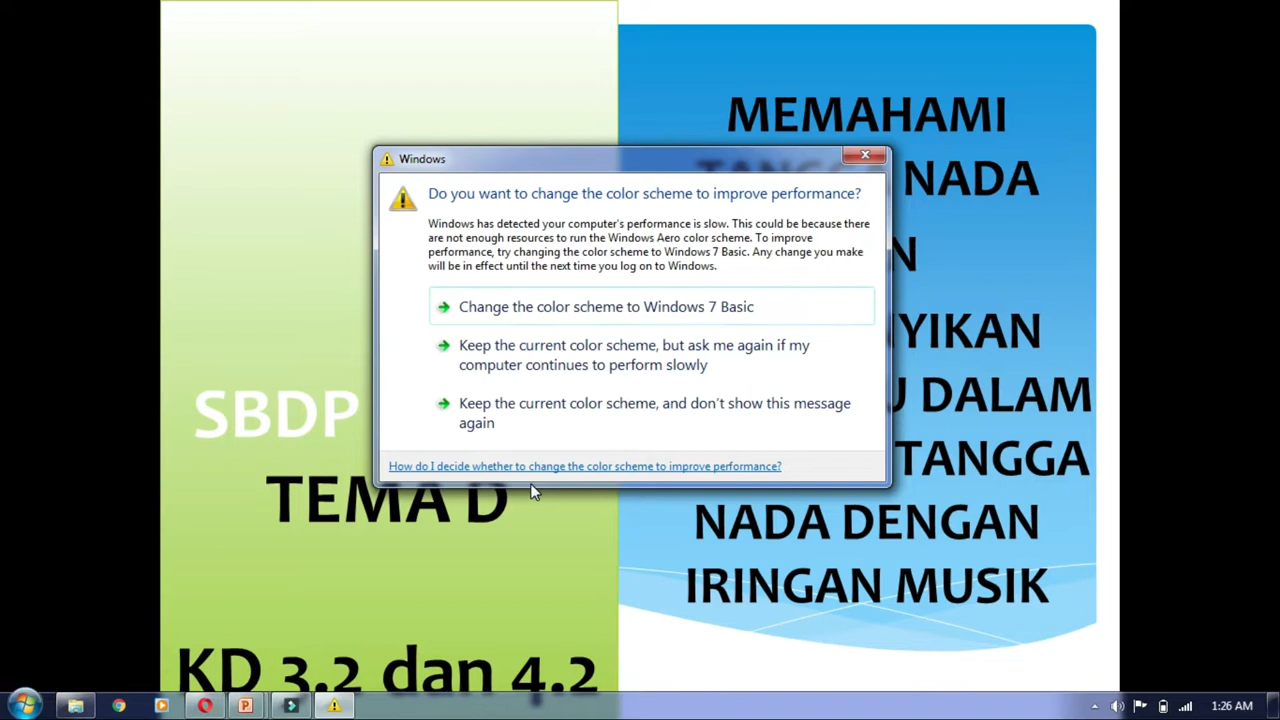 MEMAHAMI
NADA
N
YIKAN
U DALAM
TANGGA
NADA DENGAN
IRINGAN MUSIK
Windows
Do you want to change the color scheme to improve performance?
Windows has detected your computer's performance is slow. This could be because there
are not enough resources to run the Windows Aero color scheme. To improve
performance, try changing the color scheme to Windows 7 Basic. Any change you make
will be in effect until the next time you log on to Windows.
Change the color scheme to Windows 7 Basic
Keep the current color scheme, but ask me again if my
computer continues to perform slowly
Keep the current color scheme, and don't show this message
again
How do I decide whether to change the color scheme to improve performance?
SBDP
TEMA D
KD 3.2 dan 4.2
1:26 AM